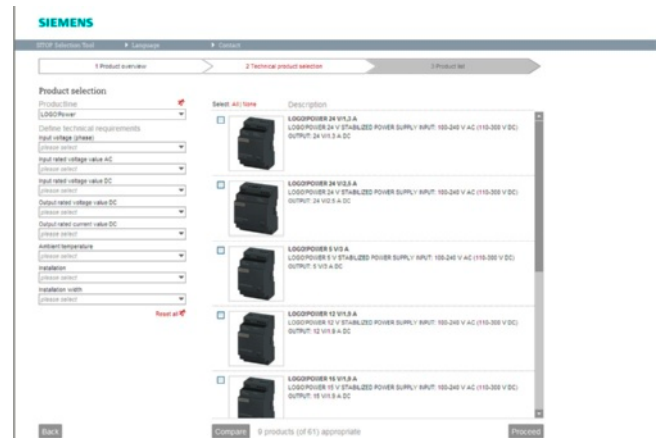 SIEMENS
SITOP Selection Tool
Language
Contact
1 Product overview
2 Technical product selection
3 Product list
Product selection
Productline
LOGO!Power
Define technical requirements
Input voltage (phase)
please select
Input rated voltage value AC
please select
Input rated voltage value DC
please select
Output rated voltage value DC
please select
Output rated current value DC
please select
Ambient temperature
please select
Installation
please select
Installation width
please select
Reset all
Select: All / None
Description
LOGO!POWER 24 V/1,3 A
LOGO!POWER 24 V STABILIZED POWER SUPPLY INPUT: 100-240 V AC (110-300 V DC)
OUTPUT: 24 V/1.3 A DC
LOGO!POWER 24 V/2,5 A
LOGO!POWER 24 V STABILIZED POWER SUPPLY INPUT: 100-240 V AC (110-300 V DC)
OUTPUT: 24 V/2.5 A DC
LOGO!POWER 5 V/3 A
LOGO!POWER 5 V STABILIZED POWER SUPPLY INPUT: 100-240 V AC (110-300 V DC)
OUTPUT: 5 V/3 A DC
LOGO!POWER 12 V/1,9 A
LOGO!POWER 12 V STABILIZED POWER SUPPLY INPUT: 100-240 V AC (110-300 V DC)
OUTPUT: 12 V/1.9 A DC
LOGO!POWER 15 V/1,9 A
LOGO!POWER 15 V STABILIZED POWER SUPPLY INPUT: 100-240 V AC (110-300 V DC)
OUTPUT: 15 V/1.9 A DC
Back
Compare
9 products (of 61) appropriate
Proceed